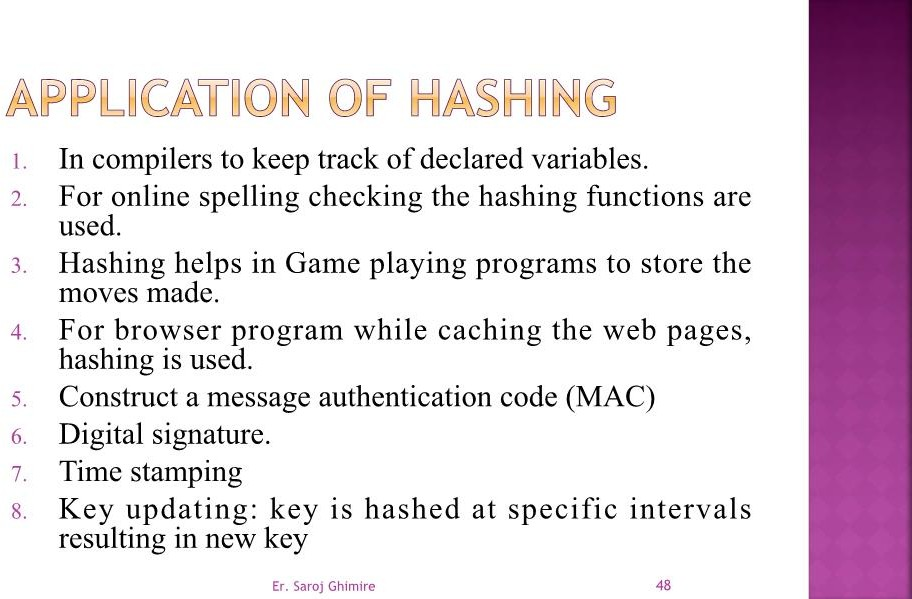 APPLICATION OF HASHING
1. In compilers to keep track of declared variables.
2. For online spelling checking the hashing functions are
used.
3. Hashing helps in Game playing programs to store the
moves made.
4. For browser program while caching the web pages,
hashing is used.
5. Construct a message authentication code (MAC)
6. Digital signature.
7. Time stamping
8. Key updating: key is hashed at specific intervals
resulting in new key
Er. Saroj Ghimire 48